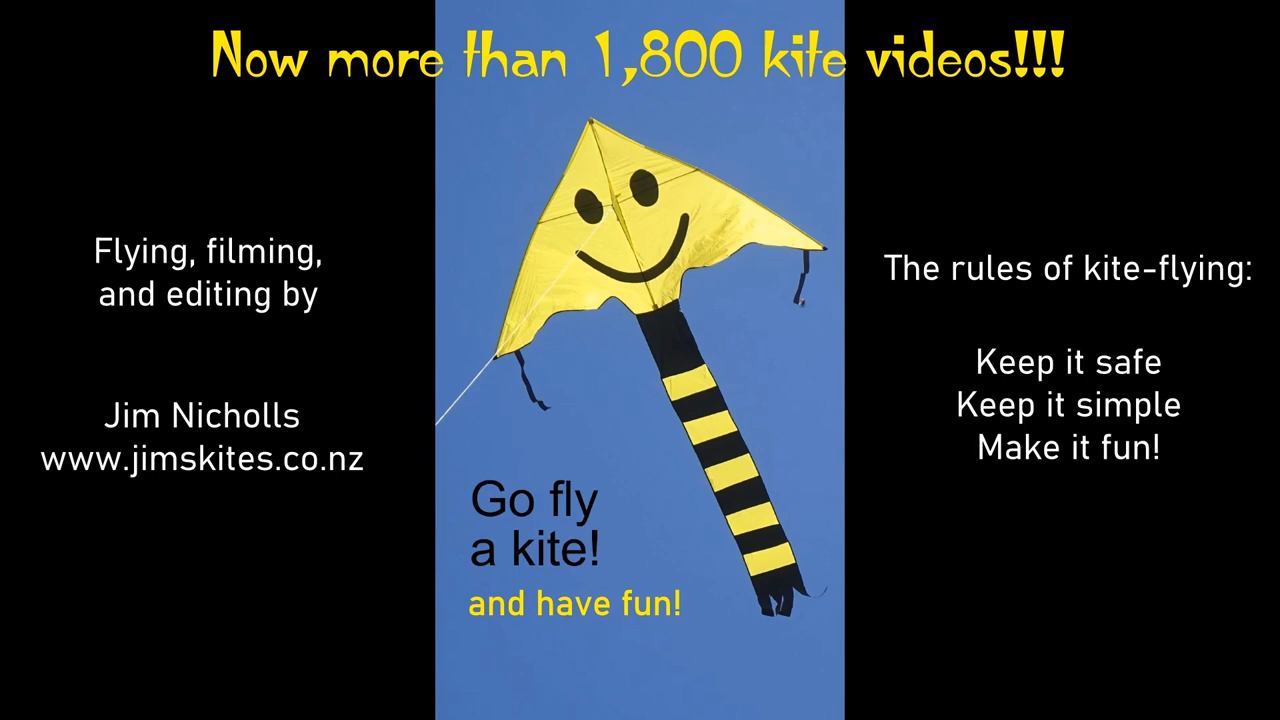 Now more than 1,800 kite videos!!!
Flying, filming,
and editing by
Jim Nicholls
www.jimskites.co.nz
Go fly
a kite!
and have fun!
The rules of kite-flying:
Keep it safe
Keep it simple
Make it fun!